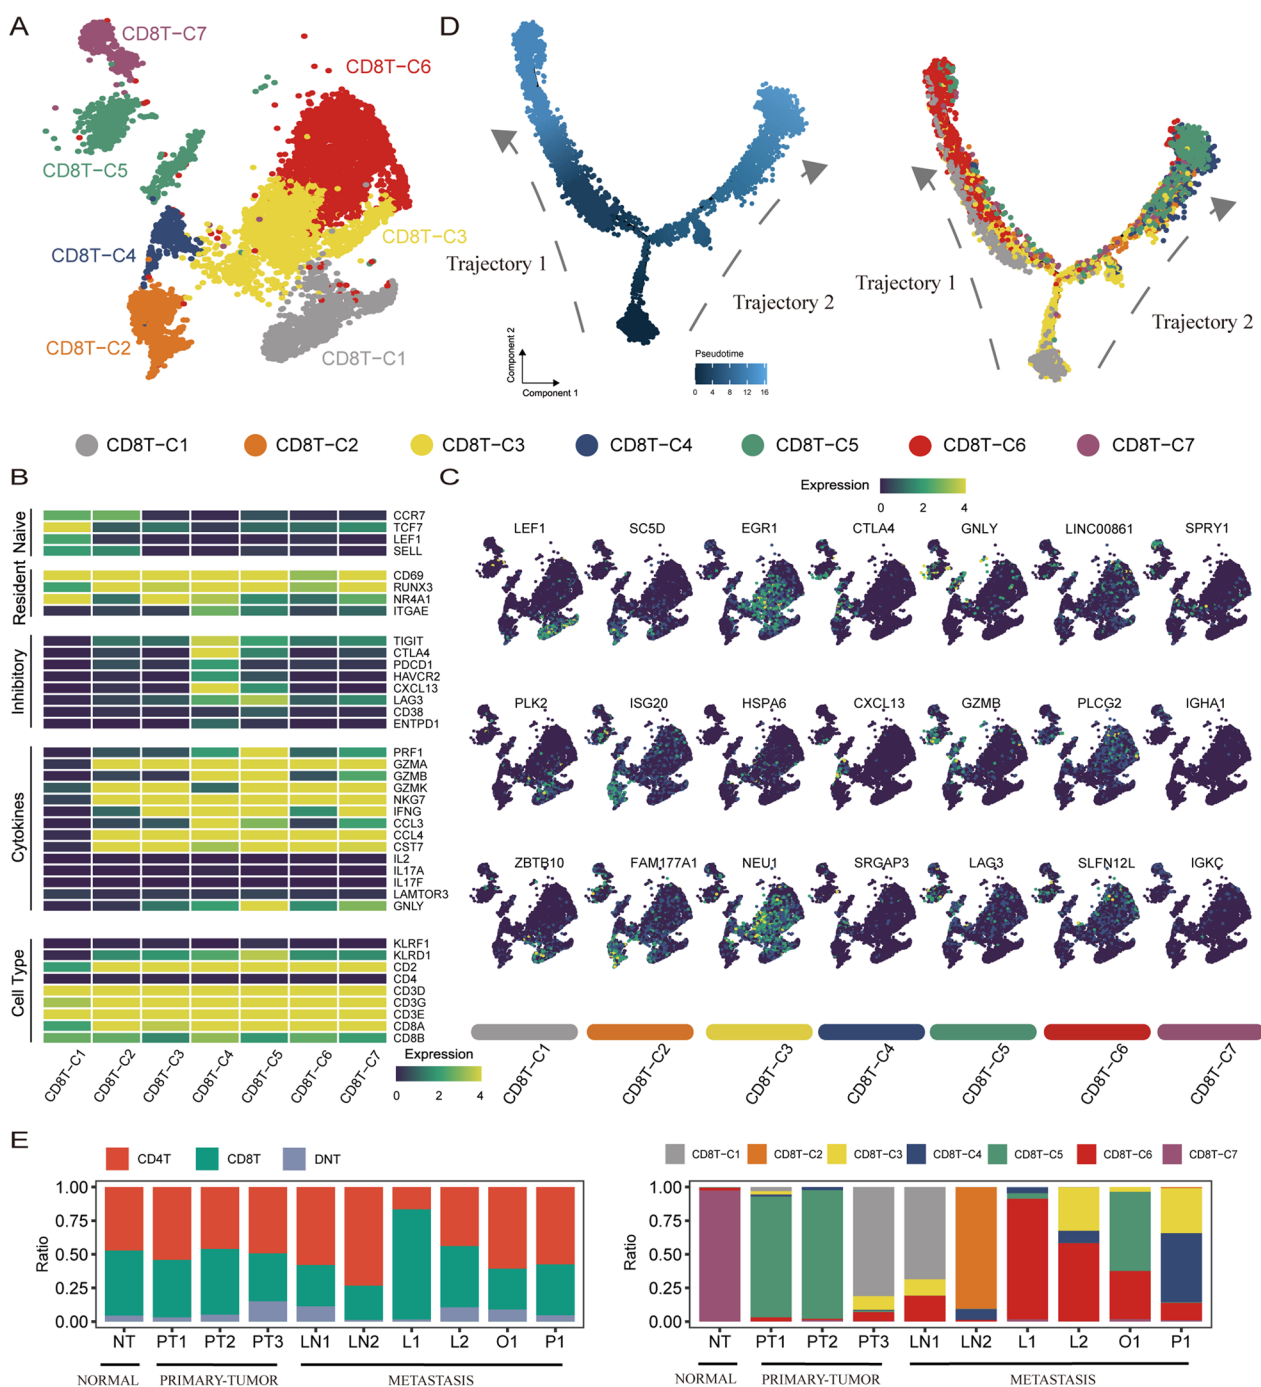 A
CD8T−C7
CD8T−C6
CD8T−C5
CD8T−C4
CD8T−C3
CD8T−C2
CD8T−C1
D
Trajectory 1
Trajectory 2
Component 2
Component 1
Pseudotime
0 4 8 12 16
Trajectory 1
Trajectory 2
CD8T−C1 CD8T−C2 CD8T−C3 CD8T−C4 CD8T−C5 CD8T−C6 CD8T−C7
B
Naive
CCR7
TCF7
LEF1
SELL
Resident
CD69
RUNX3
NR4A1
ITGAE
Inhibitory
TIGIT
CTLA4
PDCD1
HAVCR2
CXCL13
LAG3
CD38
ENTPD1
Cytokines
PRF1
GZMA
GZMB
GZMK
NKG7
IFNG
CCL3
CCL4
CST7
IL2
IL17A
IL17F
LAMTOR3
GNLY
Cell Type
KLRF1
KLRD1
CD2
CD4
CD3D
CD3G
CD3E
CD8A
CD8B
CD8T−C1 CD8T−C2 CD8T−C3 CD8T−C4 CD8T−C5 CD8T−C6 CD8T−C7
Expression
0 2 4
C
Expression
0 2 4
LEF1 SC5D EGR1 CTLA4 GNLY LINC00861 SPRY1
PLK2 ISG20 HSPA6 CXCL13 GZMB PLCG2 IGHA1
ZBTB10 FAM177A1 NEU1 SRGAP3 LAG3 SLFN12L IGKC
CD8T−C1 CD8T−C2 CD8T−C3 CD8T−C4 CD8T−C5 CD8T−C6 CD8T−C7
E
CD4T CD8T DNT
Ratio
1.00
0.75
0.50
0.25
0.00
NT PT1 PT2 PT3 LN1 LN2 L1 L2 O1 P1
NORMAL PRIMARY-TUMOR METASTASIS
CD8T−C1 CD8T−C2 CD8T−C3 CD8T−C4 CD8T−C5 CD8T−C6 CD8T−C7
Ratio
1.00
0.75
0.50
0.25
0.00
NT PT1 PT2 PT3 LN1 LN2 L1 L2 O1 P1
NORMAL PRIMARY-TUMOR METASTASIS